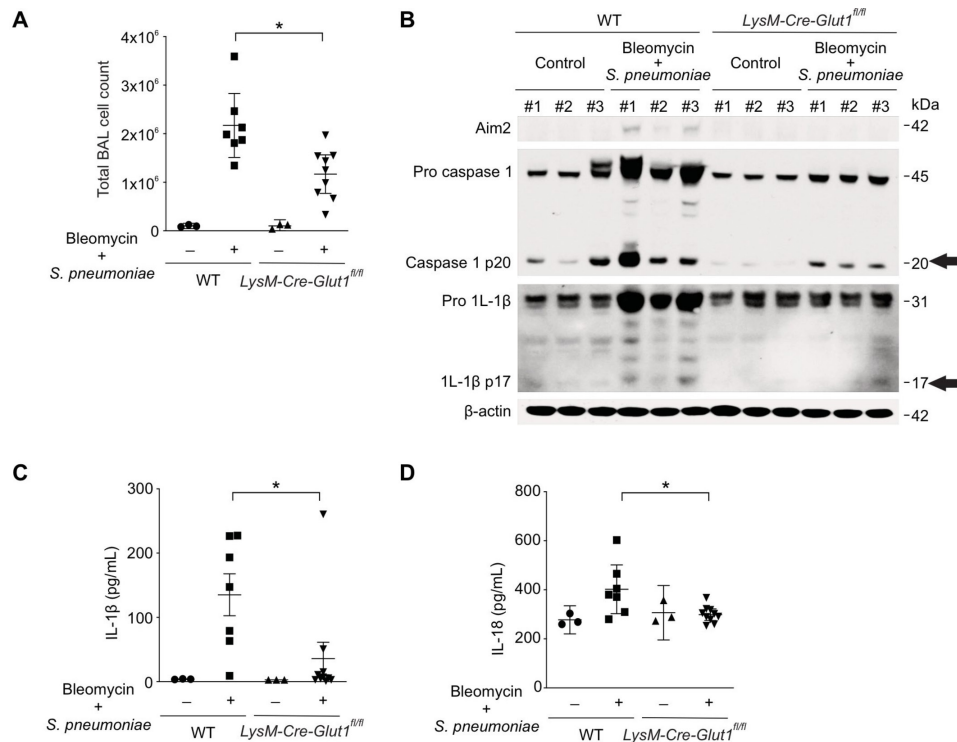 A
*
4x10⁶
3x10⁶
2x10⁶
1x10⁶
0
Total BAL cell count
Bleomycin
+
S. pneumoniae
– + – +
WT LysM-Cre-Glut1fl/fl
B
WT LysM-Cre-Glut1fl/fl
Control Bleomycin + S. pneumoniae Control Bleomycin + S. pneumoniae
#1 #2 #3 #1 #2 #3 #1 #2 #3 #1 #2 #3 kDa
Aim2 -42
Pro caspase 1 -45
Caspase 1 p20 -20
Pro 1L-1β -31
1L-1β p17 -17
β-actin -42
C
*
300
200
100
0
IL-1β (pg/mL)
Bleomycin
+
S. pneumoniae
– + – +
WT LysM-Cre-Glut1fl/fl
D
*
800
600
400
200
0
IL-18 (pg/mL)
Bleomycin
+
S. pneumoniae
– + – +
WT LysM-Cre-Glut1fl/fl